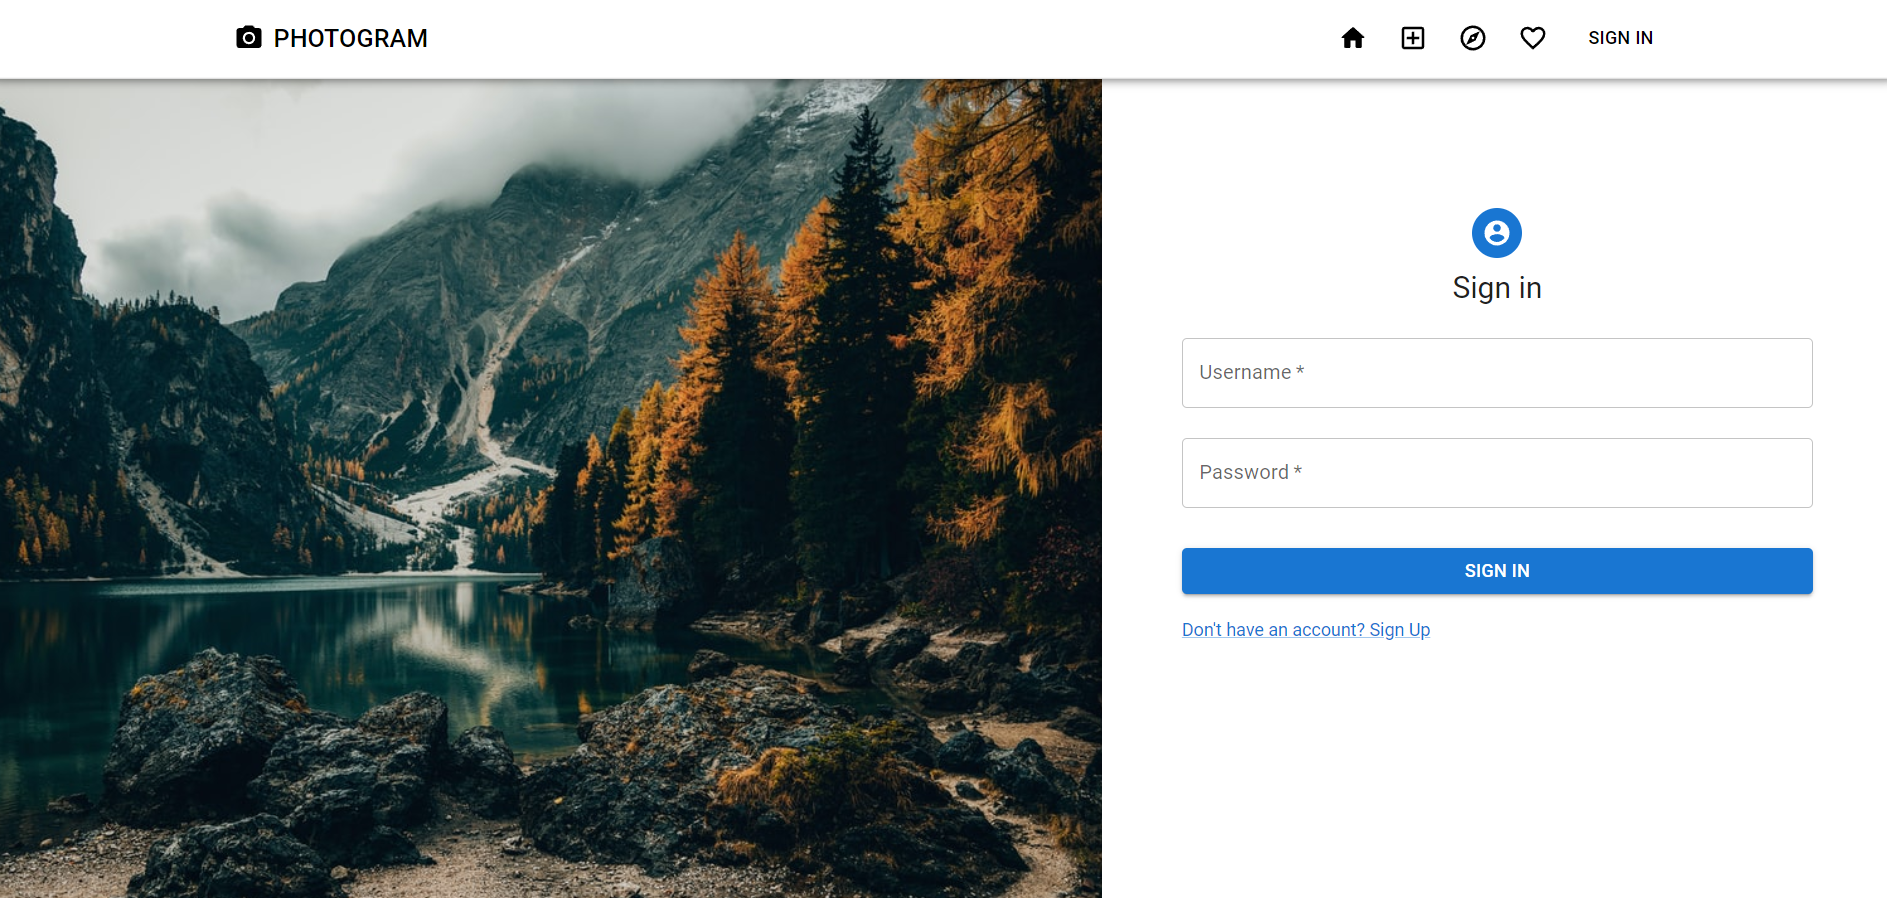 PHOTOGRAM
SIGN IN
Sign in
Username *
Password *
SIGN IN
Don't have an account? Sign Up